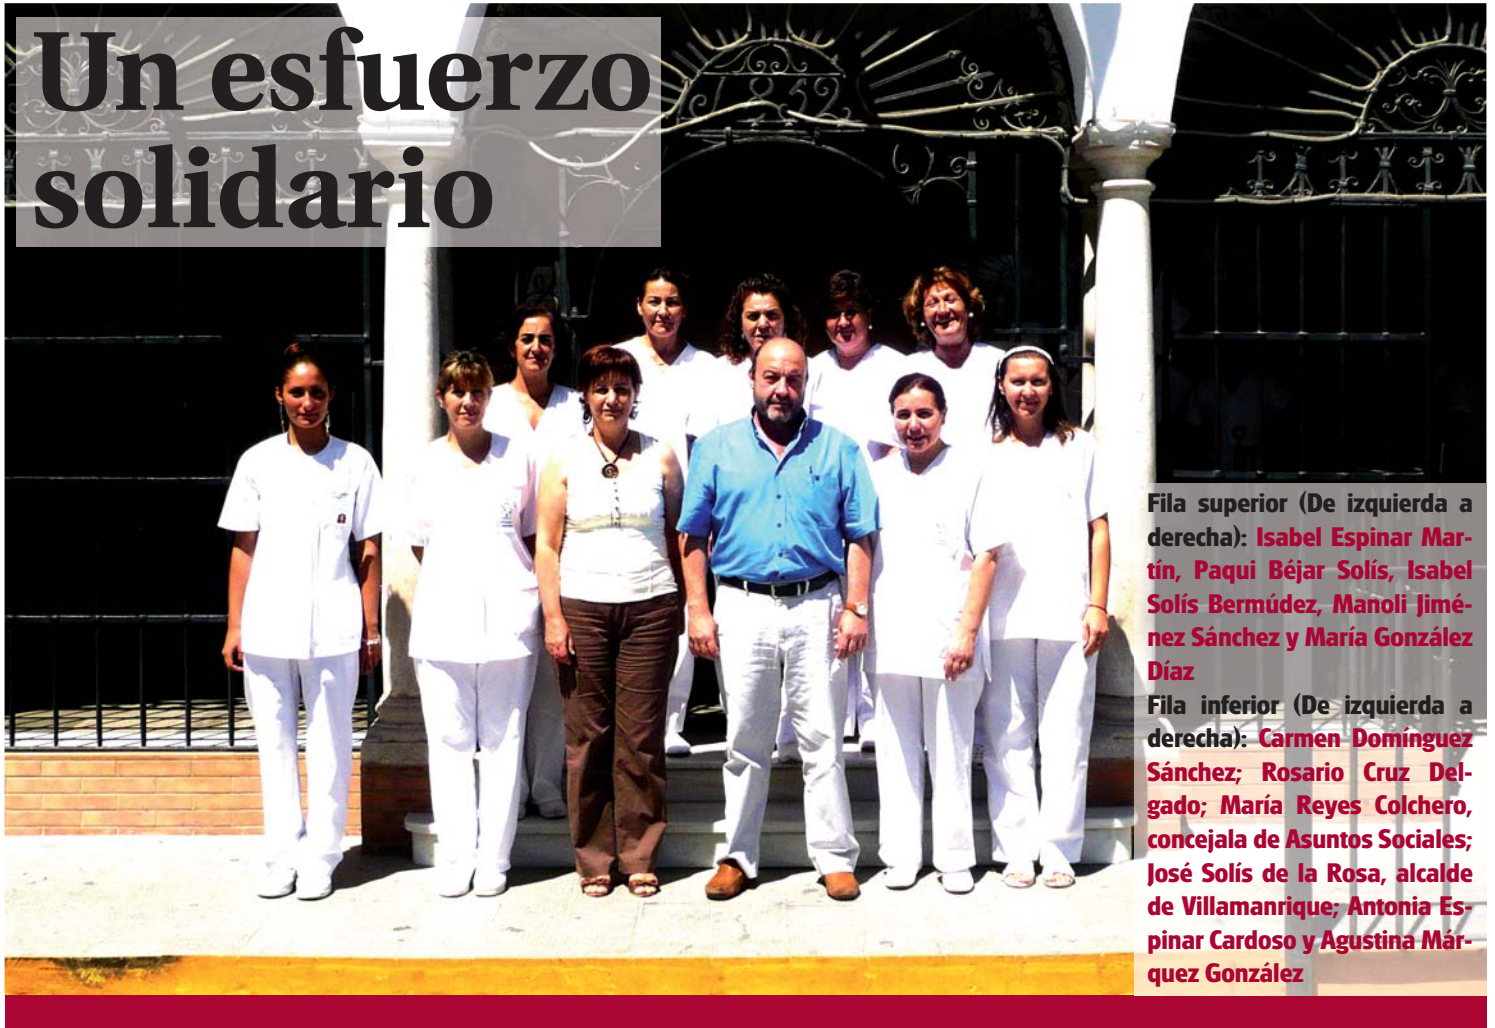 Un esfuerzo
solidario
1852
Fila superior (De izquierda a
derecha): Isabel Espinar Mar-
tín, Paqui Béjar Solís, Isabel
Solís Bermúdez, Manoli Jimé-
nez Sánchez y María González
Díaz
Fila inferior (De izquierda a
derecha): Carmen Domínguez
Sánchez; Rosario Cruz Del-
gado; María Reyes Colchero,
concejala de Asuntos Sociales;
José Solís de la Rosa, alcalde
de Villamanrique; Antonia Es-
pinar Cardoso y Agustina Már-
quez González